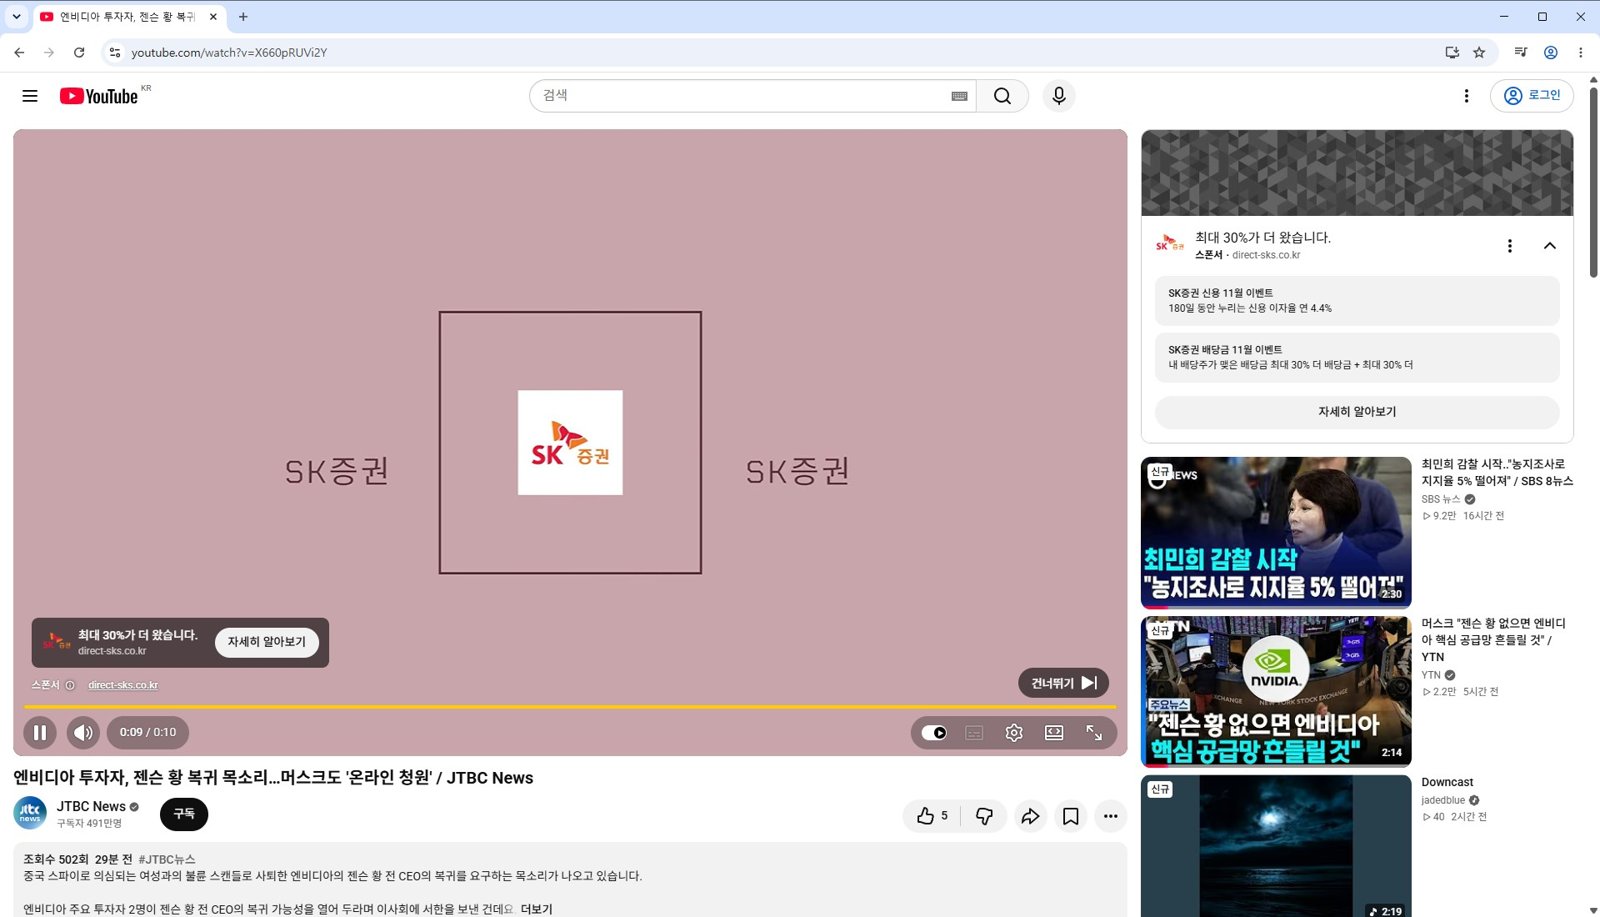 엔비디아 투자자, 젠슨 황 복귀
youtube.com/watch?v=X660pRUVi2Y
YouTube KR
검색
로그인
SK증권
SK증권
SK증권
최대 30%가 더 왔습니다.
direct-sks.co.kr
자세히 알아보기
스폰서
direct-sks.co.kr
건너뛰기
0:09 / 0:10
엔비디아 투자자, 젠슨 황 복귀 목소리...머스크도 '온라인 청원' / JTBC News
jtbc news
JTBC News
구독자 491만명
구독
5
조회수 502회 29분 전 #JTBC뉴스
중국 스파이로 의심되는 여성과의 불륜 스캔들로 사퇴한 엔비디아의 젠슨 황 전 CEO의 복귀를 요구하는 목소리가 나오고 있습니다.
엔비디아 주요 투자자 2명이 젠슨 황 전 CEO의 복귀 가능성을 열어 두라며 이사회에 서한을 보낸 건데요. 더보기
SK증권
최대 30%가 더 왔습니다.
스폰서 · direct-sks.co.kr
SK증권 신용 11월 이벤트
180일 동안 누리는 신용 이자율 연 4.4%
SK증권 배당금 11월 이벤트
내 배당주가 맺은 배당금 최대 30% 더 배당금 + 최대 30% 더
자세히 알아보기
신규
NEWS
최민희 감찰 시작
"농지조사로 지지율 5% 떨어져"
2:30
최민희 감찰 시작.."농지조사로 지지율 5% 떨어져" / SBS 8뉴스
SBS 뉴스
9.2만 16시간 전
신규
YTN
NVIDIA
NEW YORK STOCK EXCHANGE
주요뉴스
"젠슨 황 없으면 엔비디아
핵심 공급망 흔들릴 것"
2:14
머스크 "젠슨 황 없으면 엔비디
아 핵심 공급망 흔들릴 것" /
YTN
YTN
2.2만 5시간 전
신규
2:19
Downcast
jadedblue
40 2시간 전